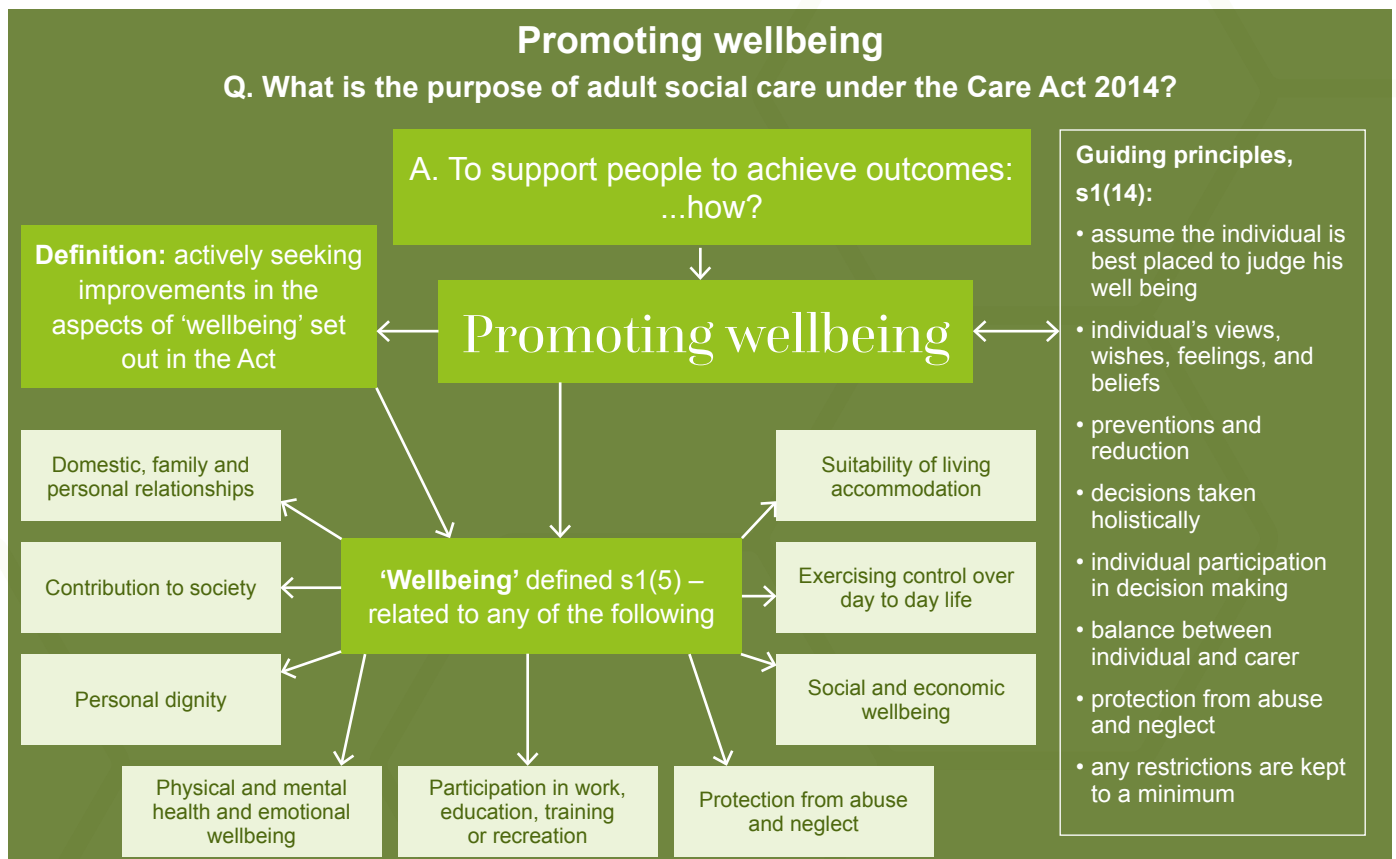 Promoting wellbeing
Q. What is the purpose of adult social care under the Care Act 2014?
A. To support people to achieve outcomes:
...how?
Definition: actively seeking
improvements in the
aspects of ‘wellbeing’ set
out in the Act
Promoting wellbeing
Guiding principles,
s1(14):
• assume the individual is
best placed to judge his
well being
• individual’s views,
wishes, feelings, and
beliefs
• preventions and
reduction
• decisions taken
holistically
• individual participation
in decision making
• balance between
individual and carer
• protection from abuse
and neglect
• any restrictions are kept
to a minimum
‘Wellbeing’ defined s1(5) –
related to any of the following
Domestic, family and
personal relationships
Contribution to society
Personal dignity
Physical and mental
health and emotional
wellbeing
Participation in work,
education, training
or recreation
Protection from abuse
and neglect
Suitability of living
accommodation
Exercising control over
day to day life
Social and economic
wellbeing